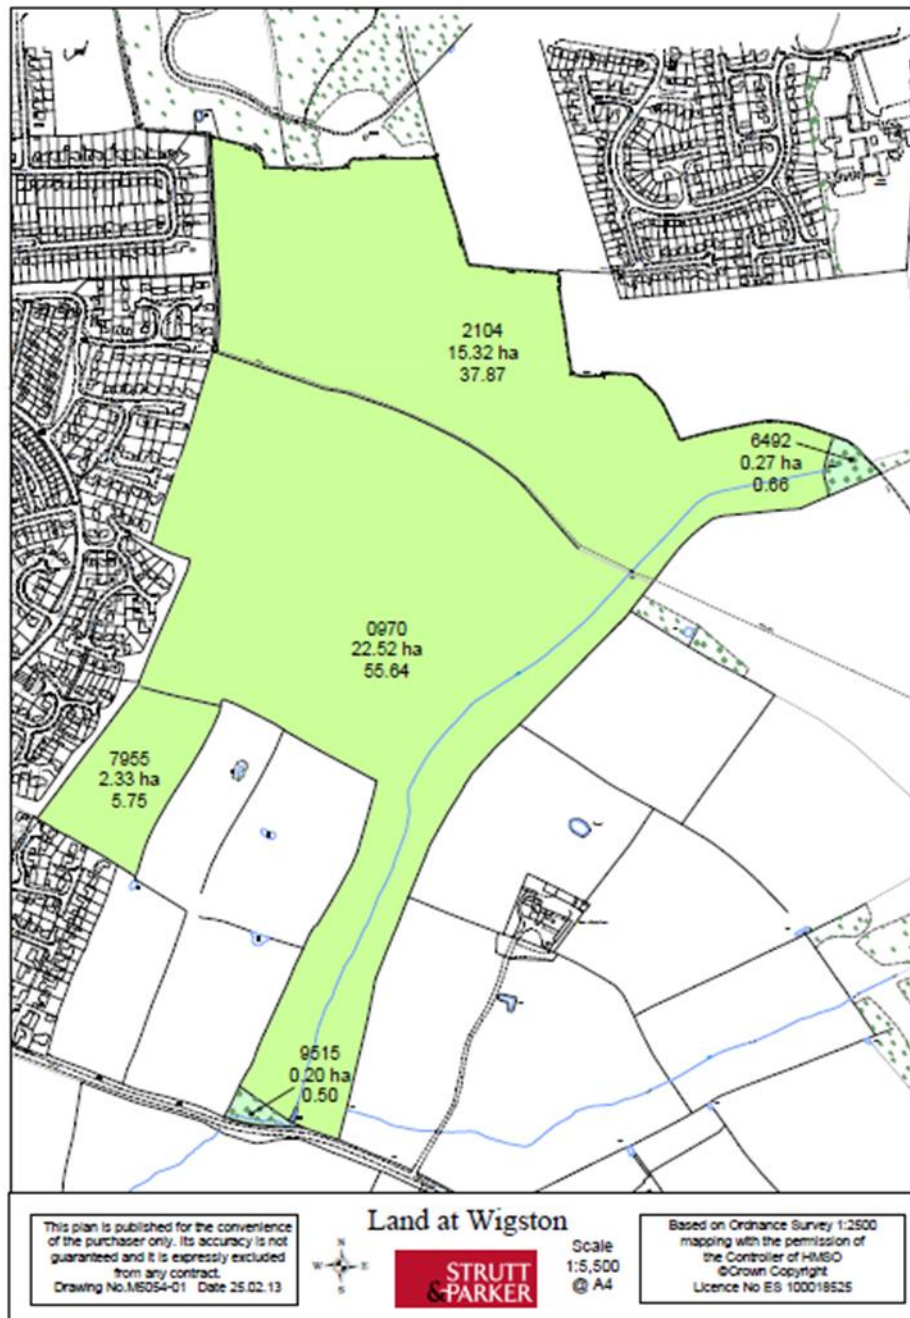 2104
15.32 ha
37.87
6492
0.27 ha
0.66
0970
22.52 ha
55.64
7955
2.33 ha
5.75
9515
0.20 ha
0.50
This plan is published for the convenience
of the purchaser only. Its accuracy is not
guaranteed and it is expressly excluded
from any contract.
Drawing No.M5054-01 Date 25.02.13
Land at Wigston
N
W E
S
STRUTT
&PARKER
Scale
1:5,500
@ A4
Based on Ordnance Survey 1:2500
mapping with the permission of
the Controller of HMSO
©Crown Copyright
Licence No ES 100018525